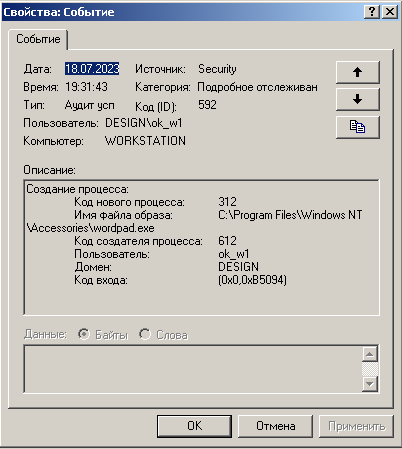 Свойства: Событие
Событие
Дата: 18.07.2023 Источник: Security
Время: 19:31:43 Категория: Подробное отслеживан
Тип: Аудит усп Код (ID): 592
Пользователь: DESIGN\ok_w1
Компьютер: WORKSTATION
Описание:
Создание процесса:
Код нового процесса: 312
Имя файла образа: C:\Program Files\Windows NT
\Accessories\wordpad.exe
Код создателя процесса: 612
Пользователь: ok_w1
Домен: DESIGN
Код входа: (0x0,0xB5094)
Данные: Байты Слова
OK Отмена Применить